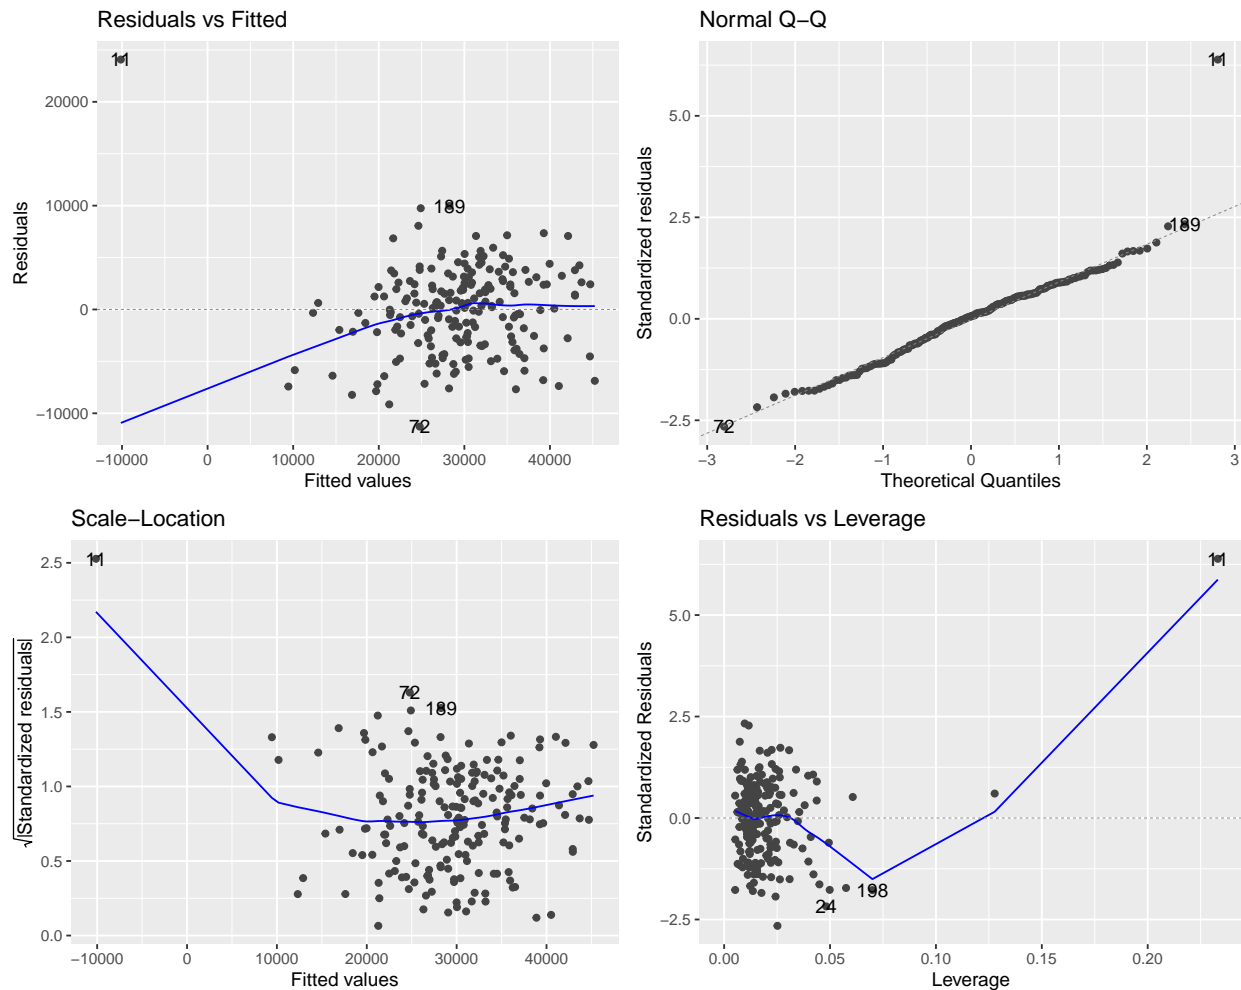 Residuals vs Fitted
11
189
72
20000
10000
0
−10000
Residuals
−10000 0 10000 20000 30000 40000
Fitted values
Normal Q−Q
11
189
72
5.0
2.5
0.0
−2.5
Standardized residuals
−3 −2 −1 0 1 2 3
Theoretical Quantiles
Scale−Location
11
72
189
2.5
2.0
1.5
1.0
0.5
0.0
√|Standardized residuals|
−10000 0 10000 20000 30000 40000
Fitted values
Residuals vs Leverage
11
198
24
5.0
2.5
0.0
−2.5
Standardized Residuals
0.00 0.05 0.10 0.15 0.20
Leverage